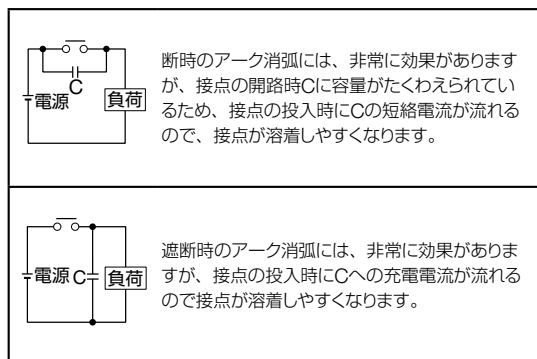 電源
C
負荷
断時のアーク消弧には、非常に効果があります
が、接点の開路時Cに容量がたくわえられてい
るため、接点の投入時にCの短絡電流が流れる
ので、接点が溶着しやすくなります。
電源
C
負荷
遮断時のアーク消弧には、非常に効果がありま
すが、接点の投入時にCへの充電電流が流れる
ので接点が溶着しやすくなります。